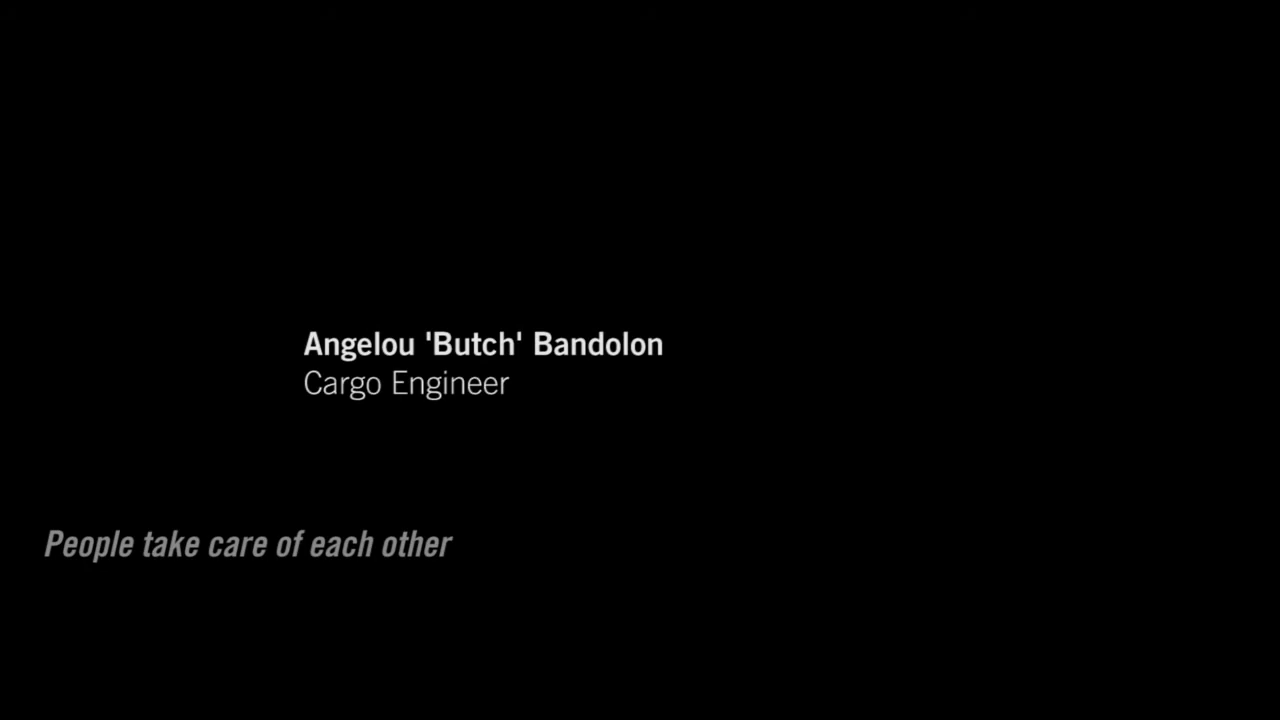 Angelou 'Butch' Bandolon
Cargo Engineer
People take care of each other